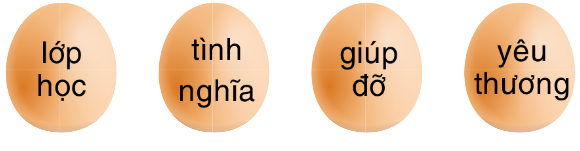 lớp
học
tình
nghĩa
giúp
đỡ
yêu
thương